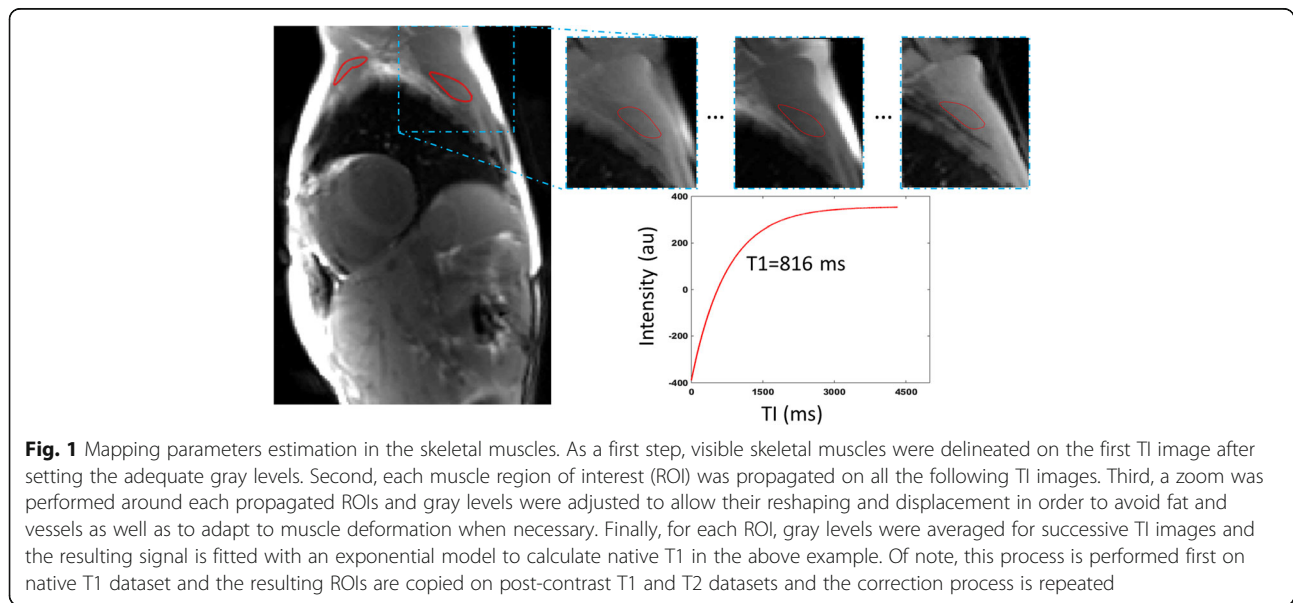 ... ...
400
200
0
-200
-400
Intensity (au)
T1=816 ms
0 1500 3000 4500
TI (ms)
Fig. 1 Mapping parameters estimation in the skeletal muscles. As a first step, visible skeletal muscles were delineated on the first TI image after
setting the adequate gray levels. Second, each muscle region of interest (ROI) was propagated on all the following TI images. Third, a zoom was
performed around each propagated ROIs and gray levels were adjusted to allow their reshaping and displacement in order to avoid fat and
vessels as well as to adapt to muscle deformation when necessary. Finally, for each ROI, gray levels were averaged for successive TI images and
the resulting signal is fitted with an exponential model to calculate native T1 in the above example. Of note, this process is performed first on
native T1 dataset and the resulting ROIs are copied on post-contrast T1 and T2 datasets and the correction process is repeated